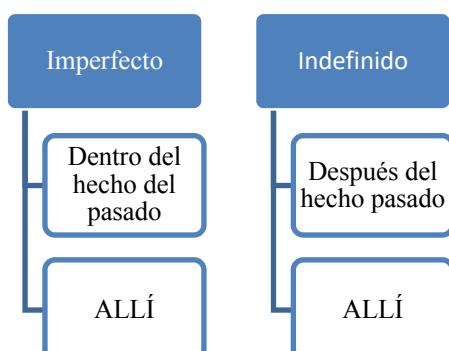 Imperfecto
Dentro del
hecho del
pasado
ALLÍ
Indefinido
Después del
hecho pasado
ALLÍ